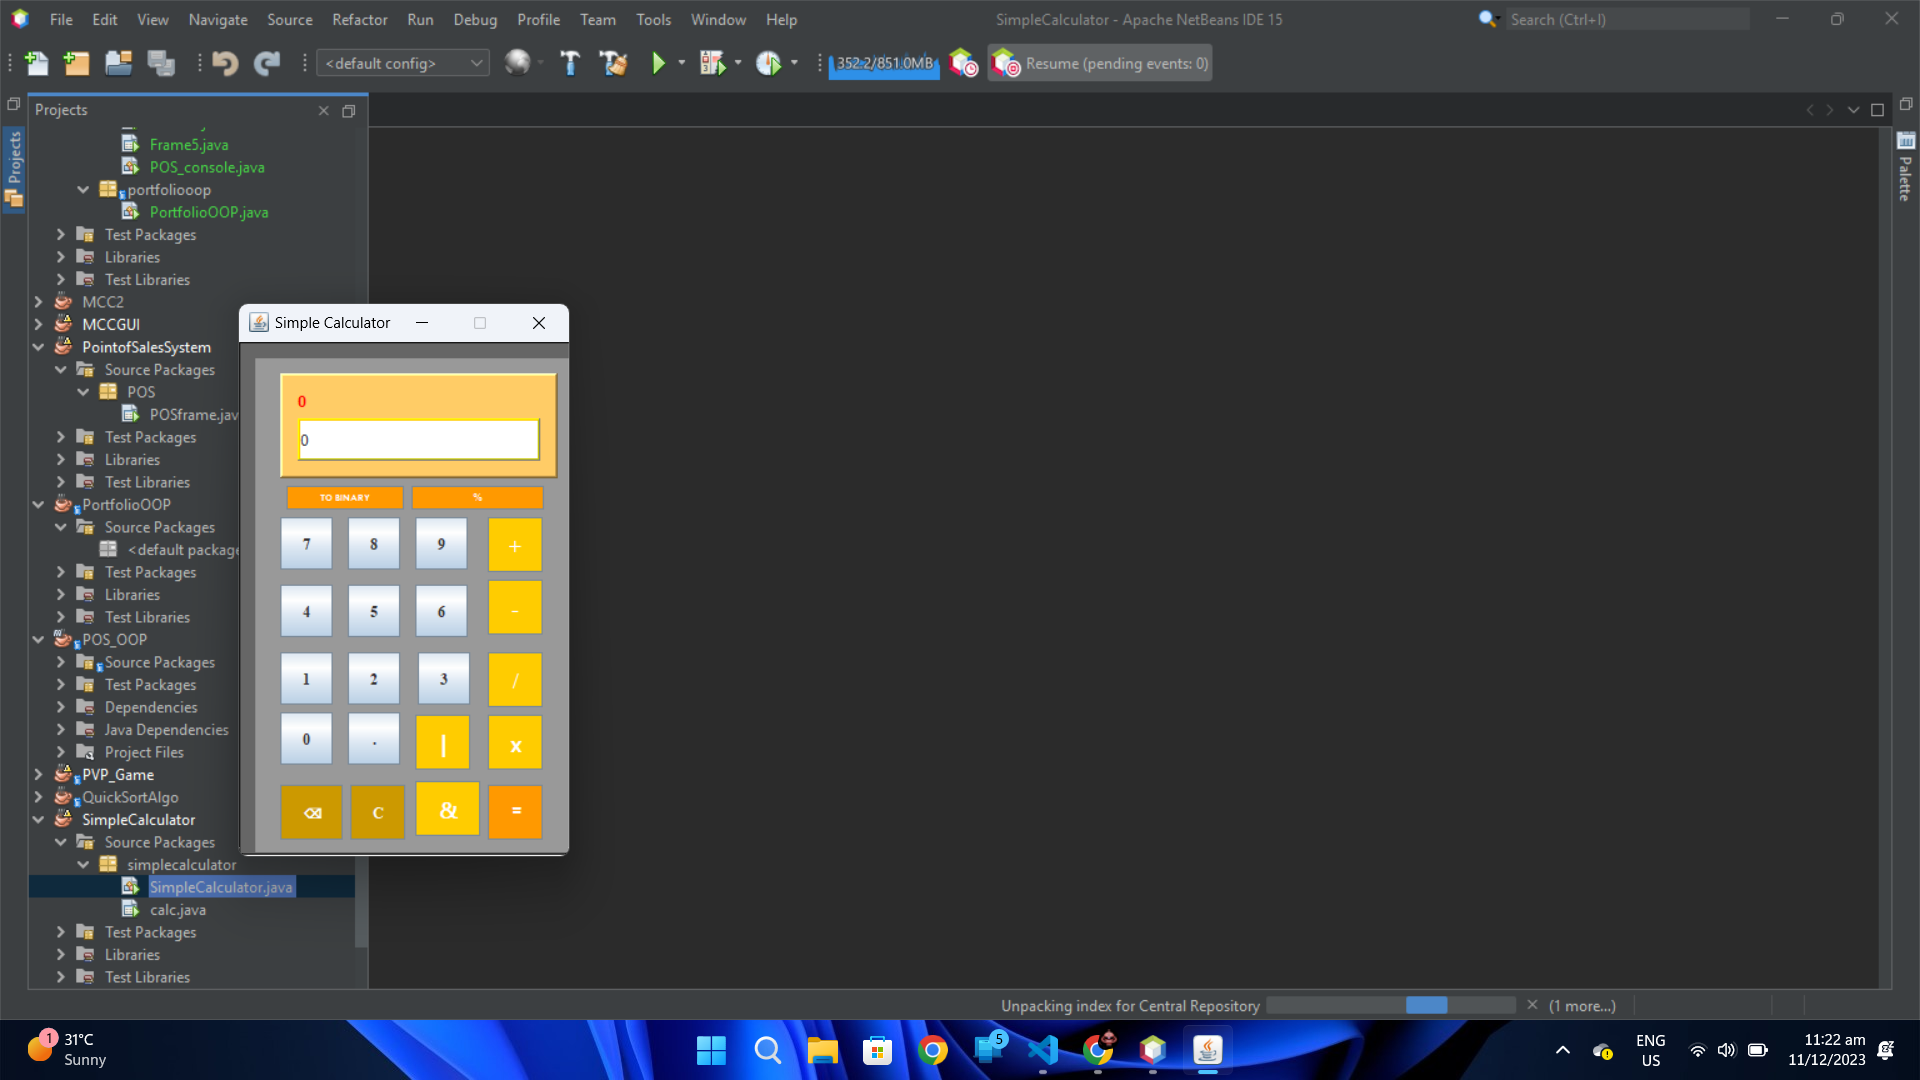 File Edit View Navigate Source Refactor Run Debug Profile Team Tools Window Help
SimpleCalculator - Apache NetBeans IDE 15
Search (Ctrl+I)
<default config>
352.2/851.0MB
Resume (pending events: 0)
Projects
Projects
Palette
Frame5.java
POS_console.java
portfoliooop
PortfolioOOP.java
Test Packages
Libraries
Test Libraries
MCC2
MCCGUI
PointofSalesSystem
Source Packages
POS
POSframe.jav
Test Packages
Libraries
Test Libraries
PortfolioOOP
Source Packages
<default package
Test Packages
Libraries
Test Libraries
POS_OOP
Source Packages
Test Packages
Dependencies
Java Dependencies
Project Files
PVP_Game
QuickSortAlgo
SimpleCalculator
Source Packages
simplecalculator
SimpleCalculator.java
calc.java
Test Packages
Libraries
Test Libraries
Simple Calculator
0
0
TO BINARY %
7 8 9 +
4 5 6 -
1 2 3 /
0 . | x
⌫ C & =
Unpacking index for Central Repository
(1 more...)
1
31°C
Sunny
5
ENG
US
11:22 am
11/12/2023